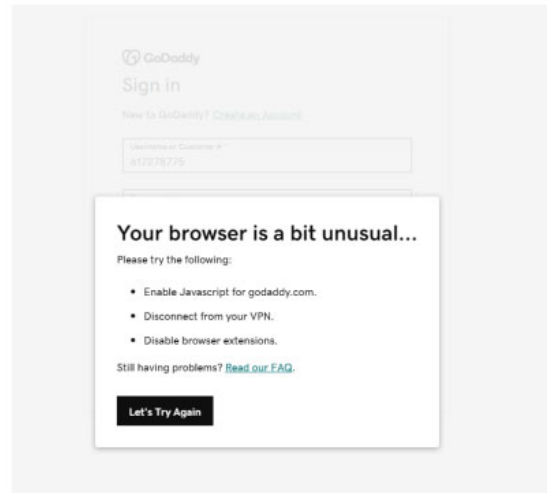 GoDaddy
Sign in
New to GoDaddy? Create an Account
Username or Customer # *
617278775
Your browser is a bit unusual...
Please try the following:
• Enable Javascript for godaddy.com.
• Disconnect from your VPN.
• Disable browser extensions.
Still having problems? Read our FAQ.
Let's Try Again